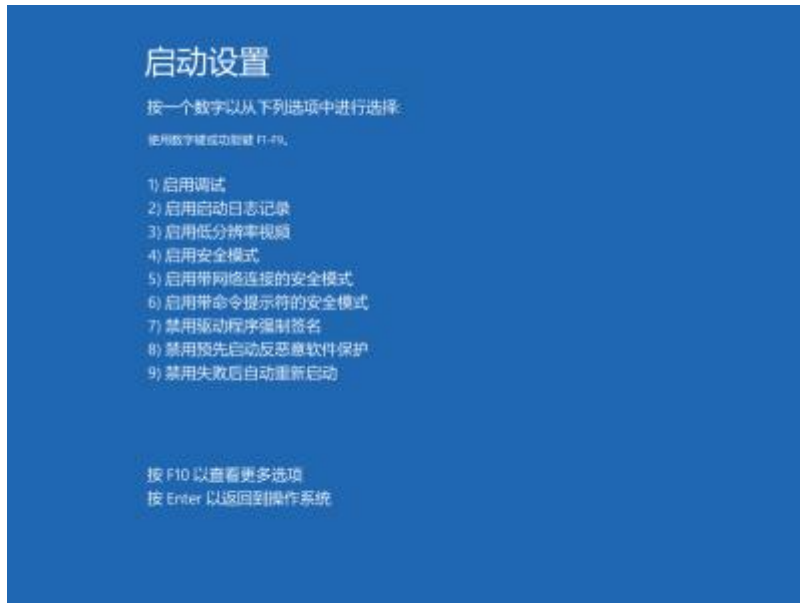 启动设置
按一个数字以从下列选项中进行选择:
使用数字键或功能键 F1-F9。
1) 启用调试
2) 启用启动日志记录
3) 启用低分辨率视频
4) 启用安全模式
5) 启用带网络连接的安全模式
6) 启用带命令提示符的安全模式
7) 禁用驱动程序强制签名
8) 禁用预先启动反恶意软件保护
9) 禁用失败后自动重新启动
按 F10 以查看更多选项
按 Enter 以返回到操作系统